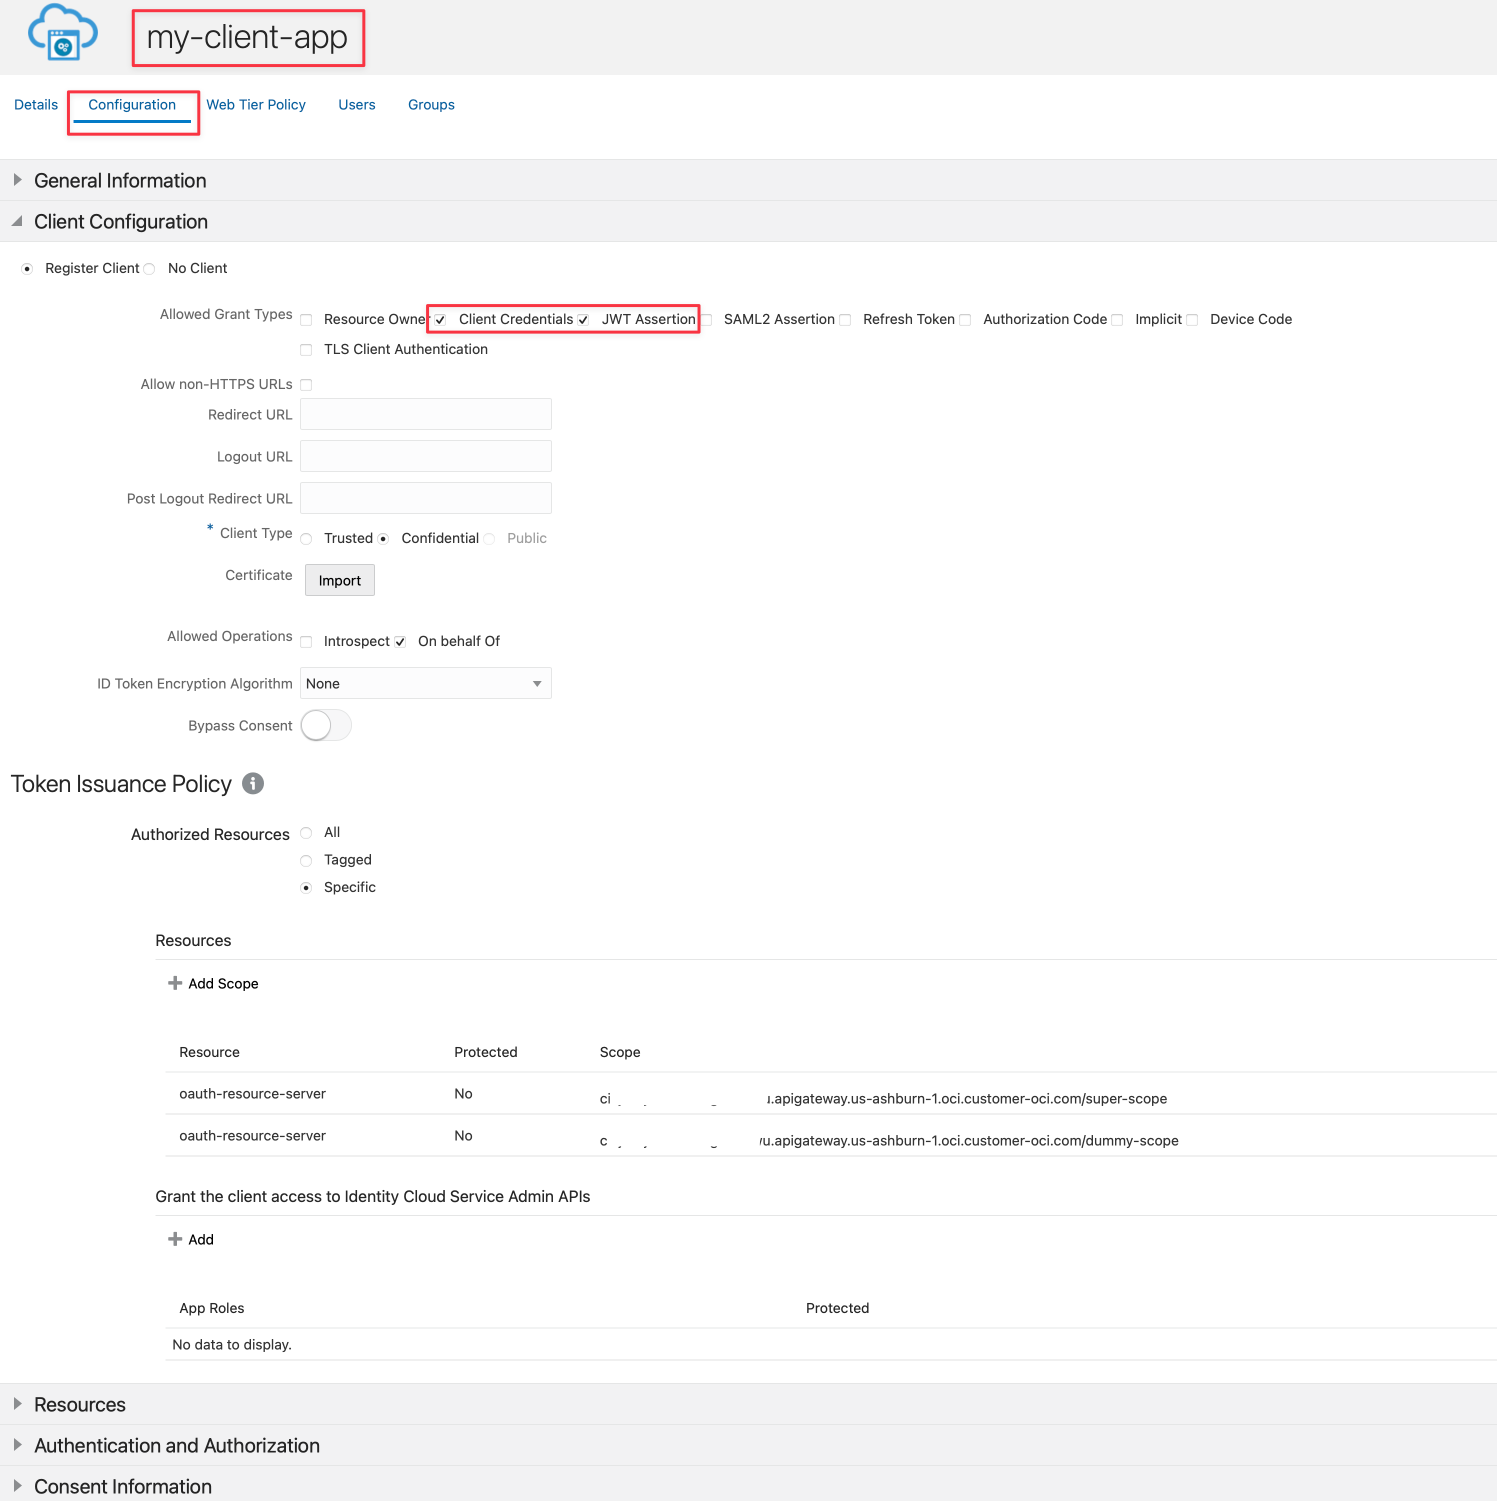 my-client-app
Details Configuration Web Tier Policy Users Groups
General Information
Client Configuration
Register Client No Client
Allowed Grant Types Resource Owner Client Credentials JWT Assertion SAML2 Assertion Refresh Token Authorization Code Implicit Device Code
TLS Client Authentication
Allow non-HTTPS URLs
Redirect URL
Logout URL
Post Logout Redirect URL
* Client Type Trusted Confidential Public
Certificate Import
Allowed Operations Introspect On behalf Of
ID Token Encryption Algorithm None
Bypass Consent
Token Issuance Policy
Authorized Resources All
Tagged
Specific
Resources
Add Scope
Resource Protected Scope
oauth-resource-server No .apigateway.us-ashburn-1.oci.customer-oci.com/super-scope
oauth-resource-server No .apigateway.us-ashburn-1.oci.customer-oci.com/dummy-scope
Grant the client access to Identity Cloud Service Admin APIs
Add
App Roles Protected
No data to display.
Resources
Authentication and Authorization
Consent Information